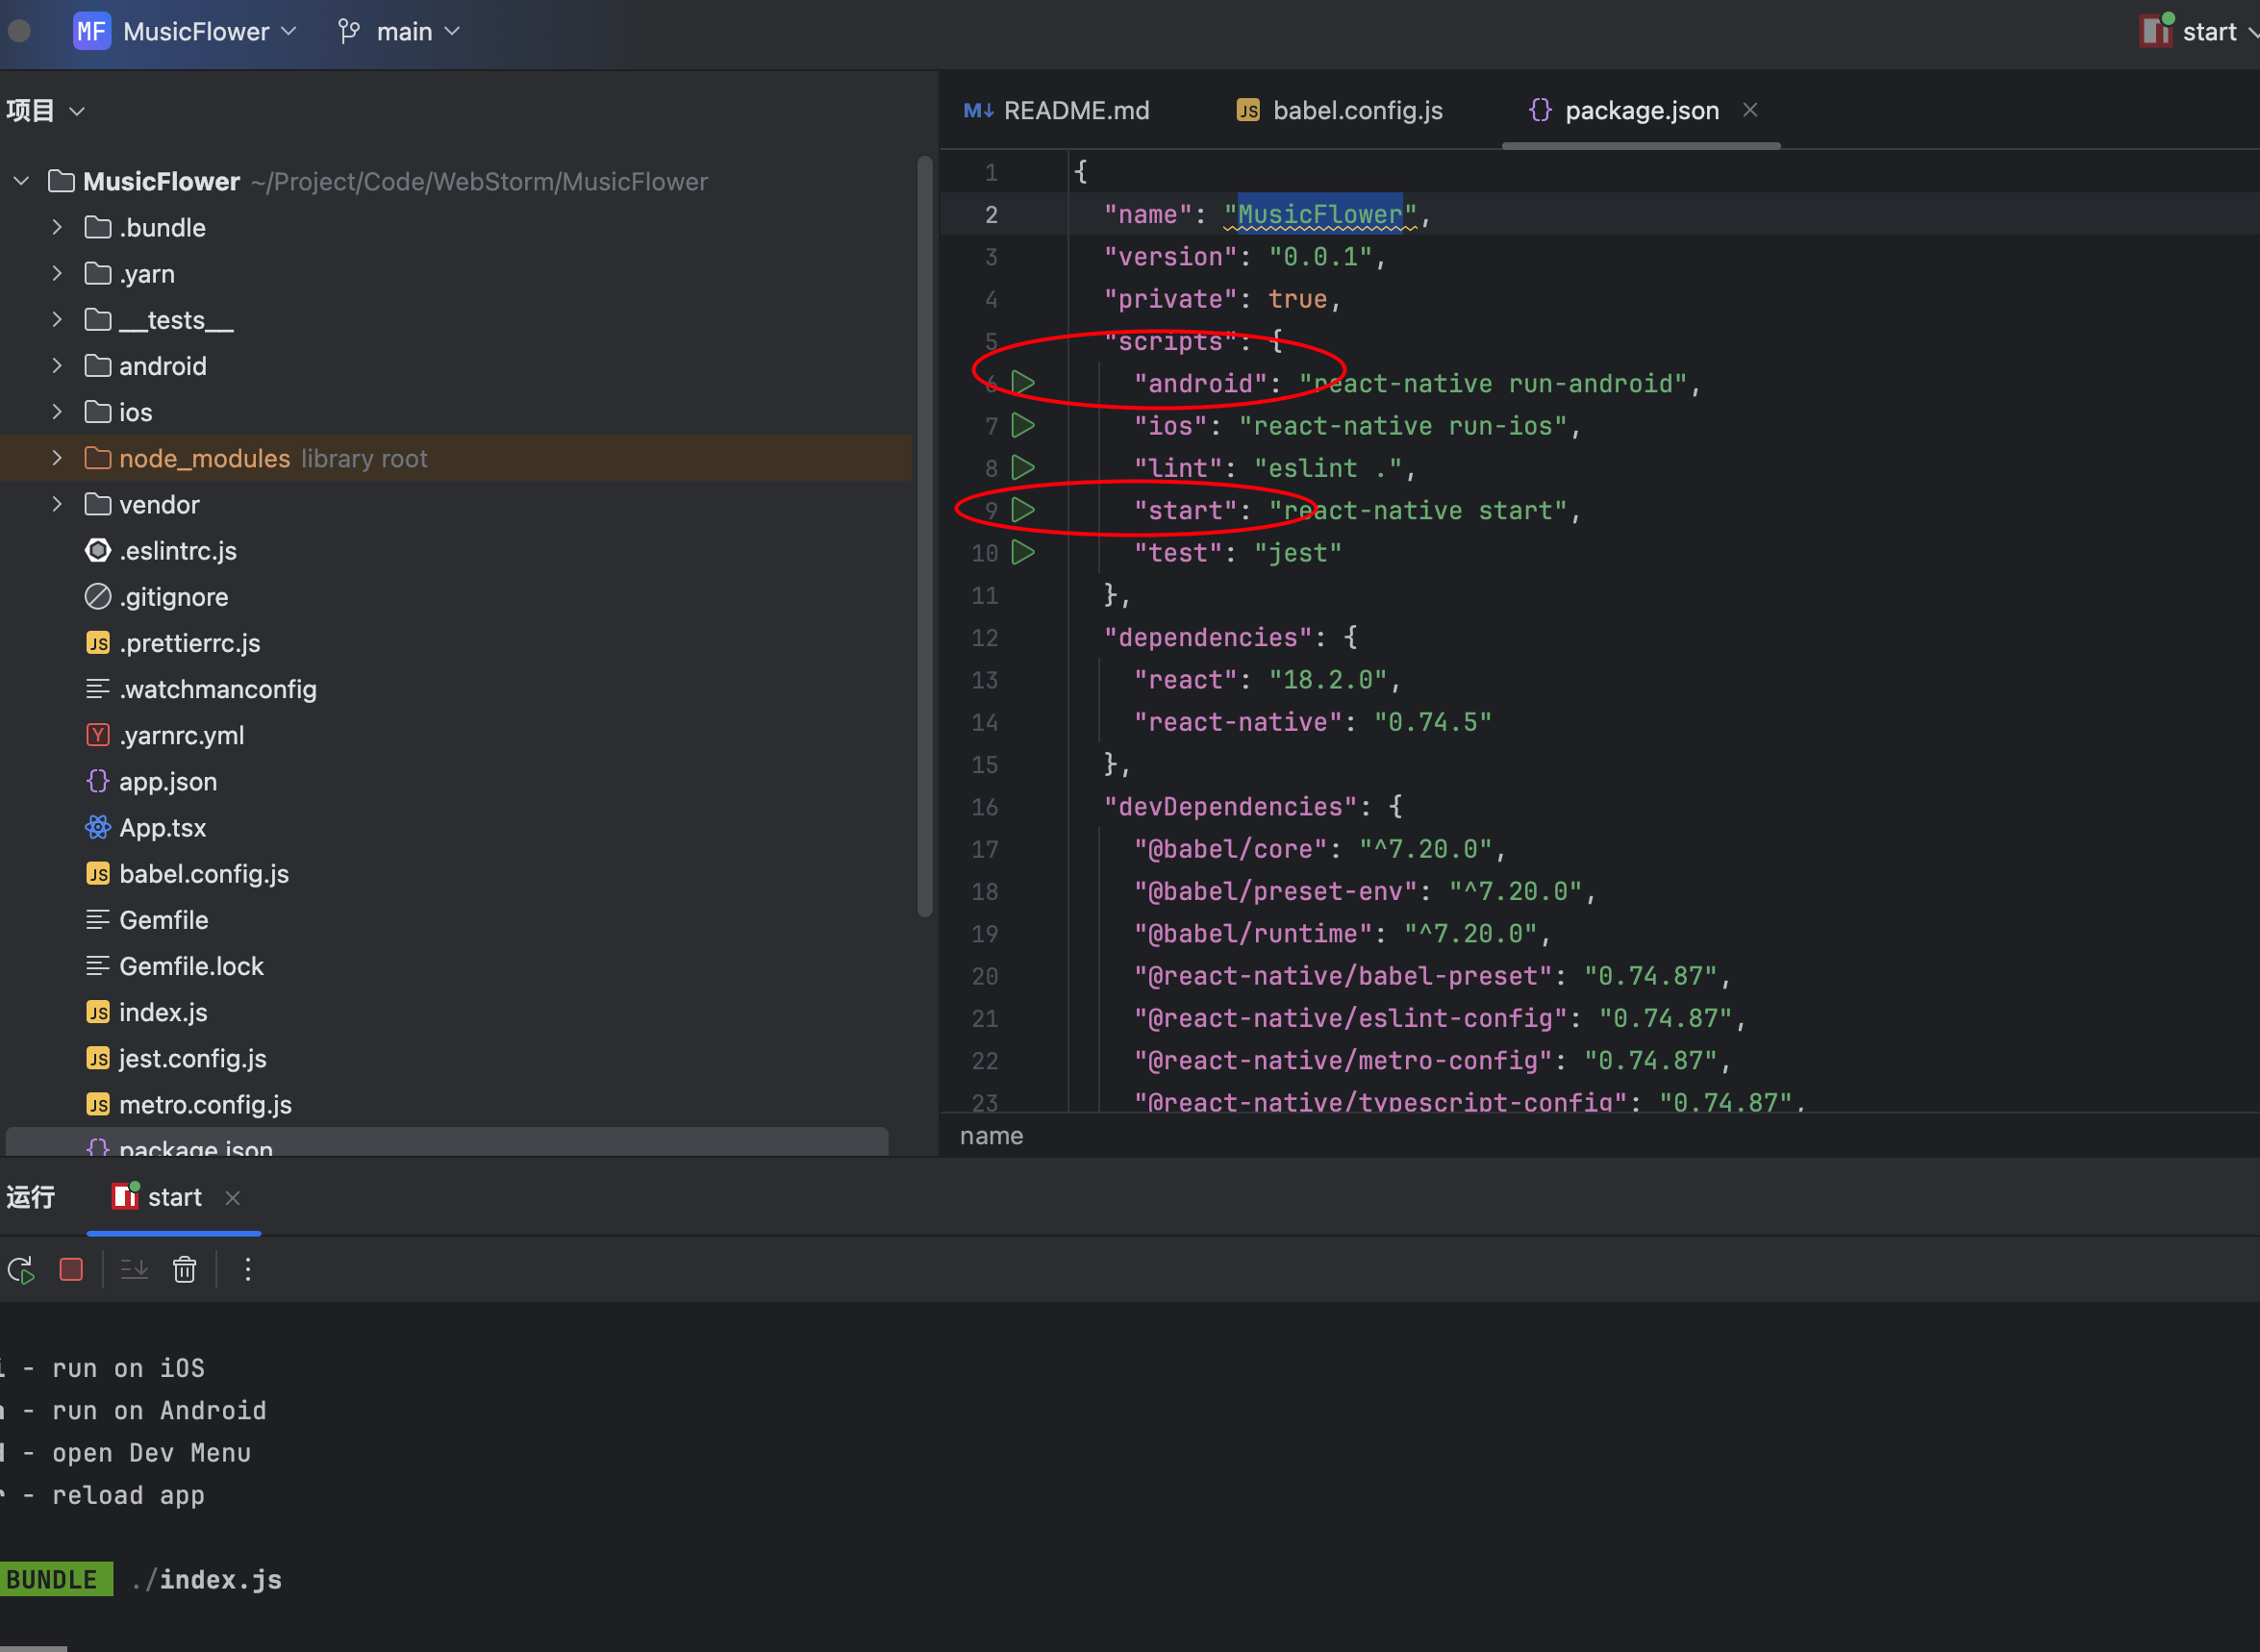 MF MusicFlower main start
项目
MusicFlower ~/Project/Code/WebStorm/MusicFlower
.bundle
.yarn
__tests__
android
ios
node_modules library root
vendor
.eslintrc.js
.gitignore
JS .prettierrc.js
.watchmanconfig
Y .yarnrc.yml
{} app.json
App.tsx
JS babel.config.js
Gemfile
Gemfile.lock
JS index.js
JS jest.config.js
JS metro.config.js
{} package.json
M↓ README.md JS babel.config.js {} package.json
1 {
2 "name": "MusicFlower",
3 "version": "0.0.1",
4 "private": true,
5 "scripts": {
6 "android": "react-native run-android",
7 "ios": "react-native run-ios",
8 "lint": "eslint .",
9 "start": "react-native start",
10 "test": "jest"
11 },
12 "dependencies": {
13 "react": "18.2.0",
14 "react-native": "0.74.5"
15 },
16 "devDependencies": {
17 "@babel/core": "^7.20.0",
18 "@babel/preset-env": "^7.20.0",
19 "@babel/runtime": "^7.20.0",
20 "@react-native/babel-preset": "0.74.87",
21 "@react-native/eslint-config": "0.74.87",
22 "@react-native/metro-config": "0.74.87",
23 "@react-native/typescript-config": "0.74.87",
name
运行 start
i - run on iOS
a - run on Android
d - open Dev Menu
r - reload app
BUNDLE ./index.js